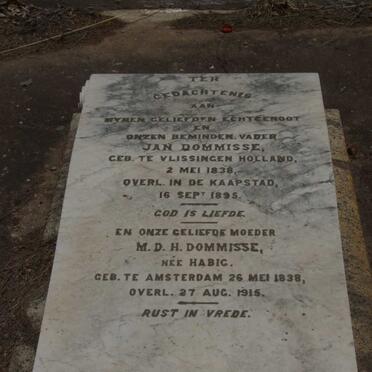 TER
GEDACHTENIS
AAN
MYNEN GELIEFDEN ECHTGENOOT
EN
ONZEN BEMINDEN VADER
JAN DOMMISSE,
GEB. TE VLISSINGEN HOLLAND,
2 MEI 1838,
OVERL. IN DE KAAPSTAD,
16 SEPT 1895.
GOD IS LIEFDE.
EN ONZE GELIEFDE MOEDER
M.D.H. DOMMISSE,
NÉE HABIG.
GEB. TE AMSTERDAM 26 MEI 1838,
OVERL. 27 AUG. 1915.
RUST IN VREDE.